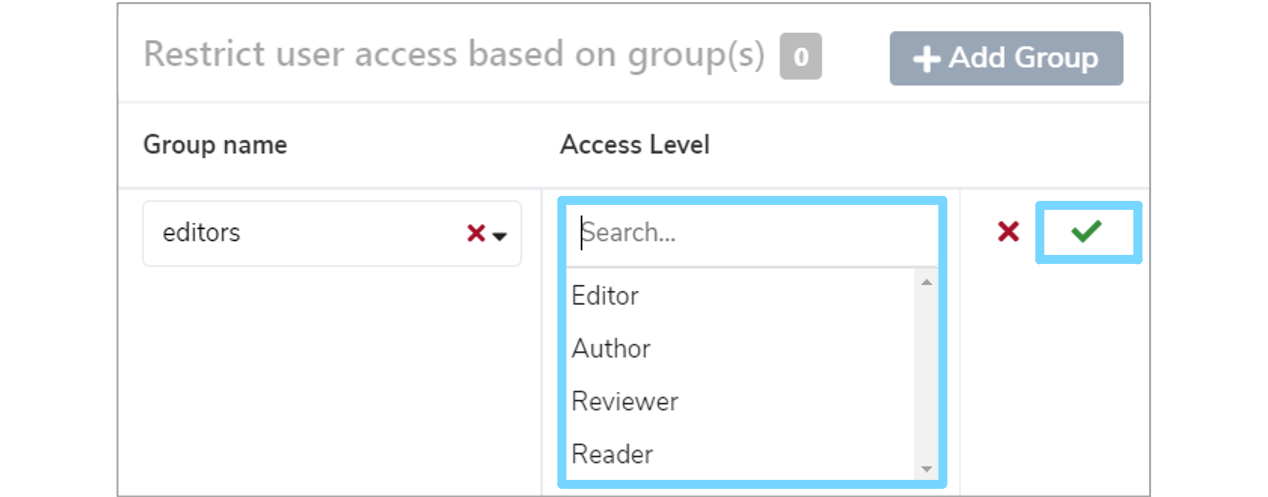 Restrict user access based on group(s) 0
Add Group
Group name
Access Level
editors
Search...
Editor
Author
Reviewer
Reader